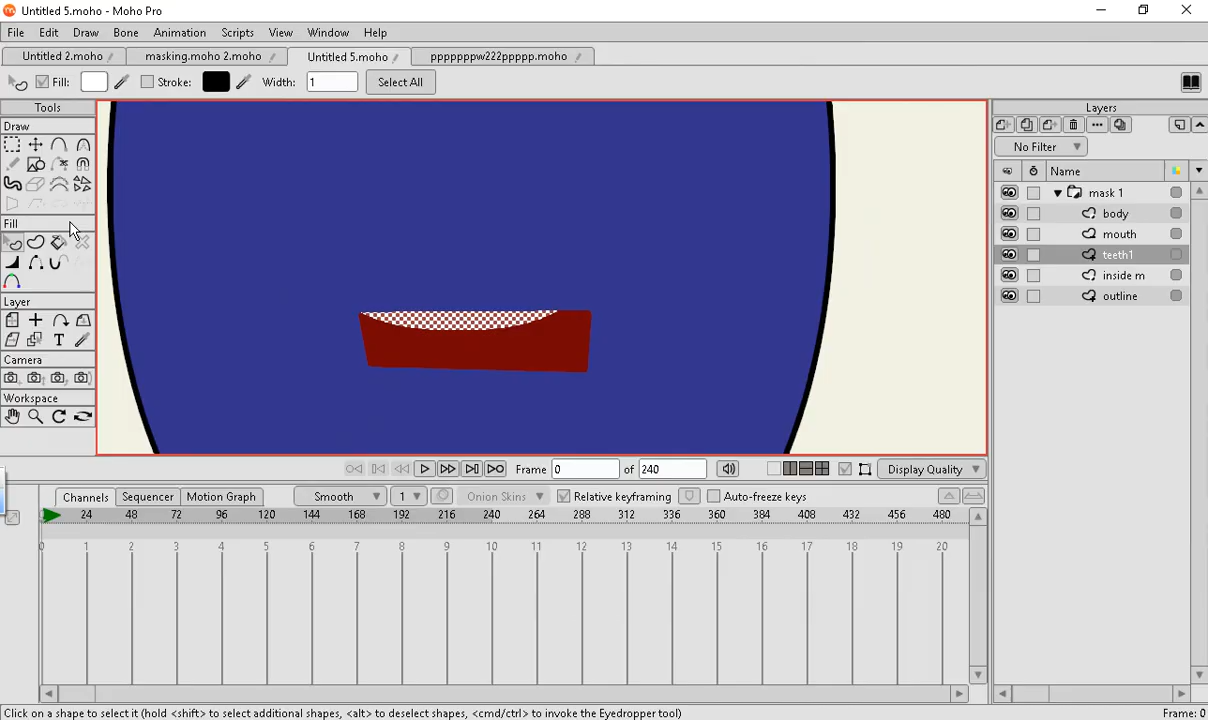 Untitled 5.moho - Moho Pro
File Edit Draw Bone Animation Scripts View Window Help
Untitled 2.moho masking.moho 2.moho Untitled 5.moho pppppppw222ppppp.moho
Fill: Stroke: Width: 1 Select All
Tools
Draw
Fill
Layer
Camera
Workspace
Layers
No Filter
Name
mask 1
body
mouth
teeth1
inside m
outline
Frame 0 of 240 Display Quality
Channels Sequencer Motion Graph Smooth 1 Onion Skins Relative keyframing Auto-freeze keys
24 48 72 96 120 144 168 192 216 240 264 288 312 336 360 384 408 432 456 480
0 1 2 3 4 5 6 7 8 9 10 11 12 13 14 15 16 17 18 19 20
Click on a shape to select it (hold <shift> to select additional shapes, <alt> to deselect shapes, <cmd/ctrl> to invoke the Eyedropper tool) Frame: 0